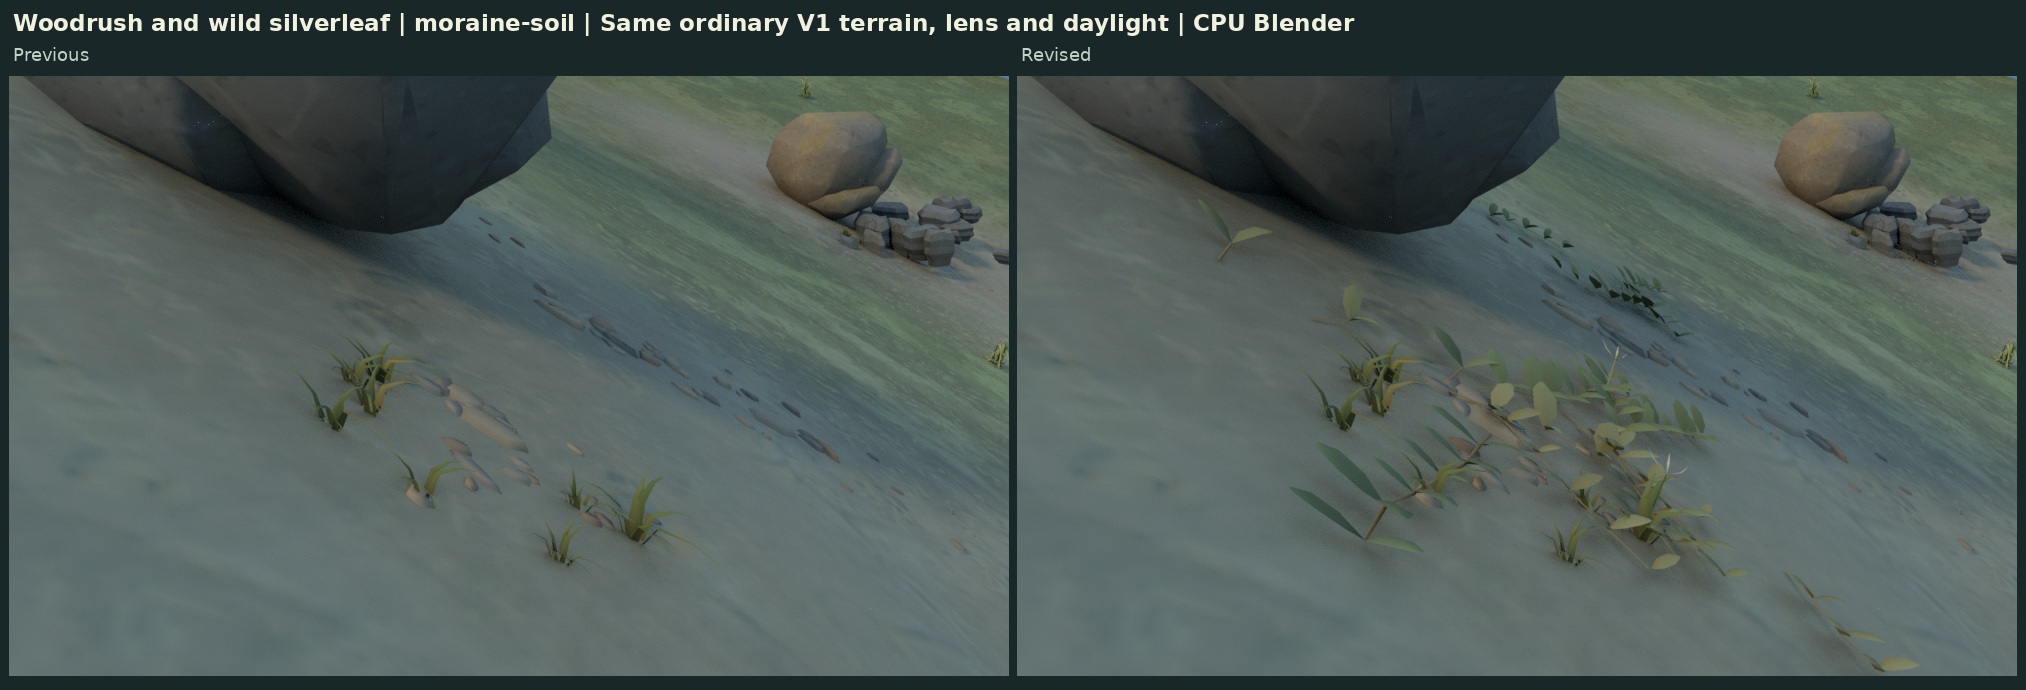 Woodrush and wild silverleaf | moraine-soil | Same ordinary V1 terrain, lens and daylight | CPU Blender
Previous
Revised